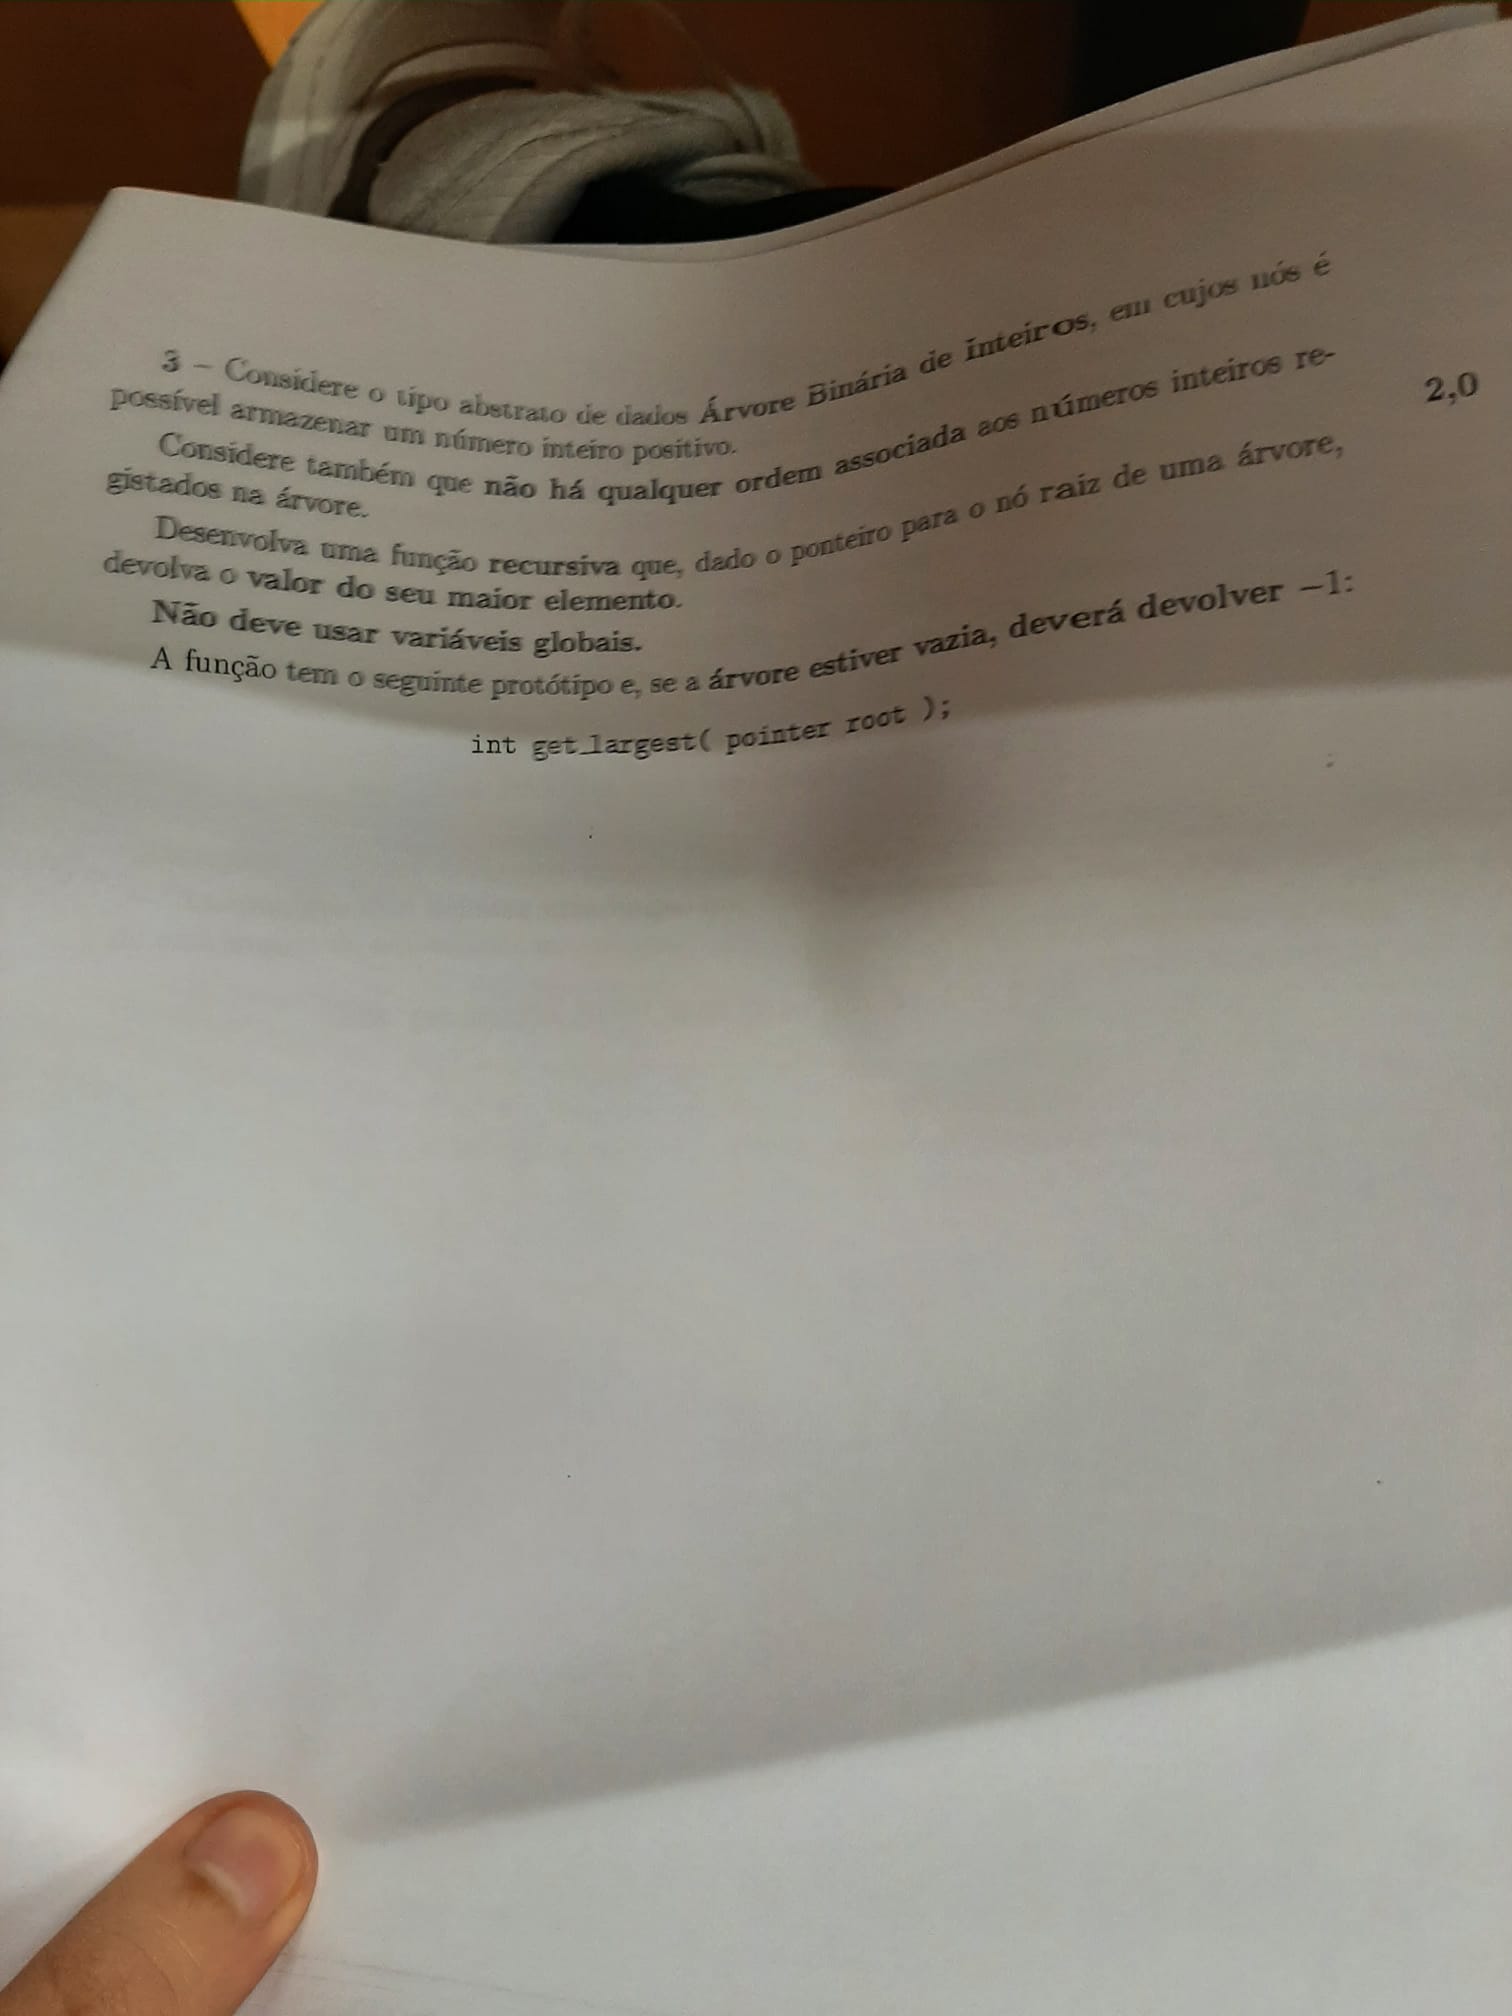 3 – Considere o tipo abstrato de dados Árvore Binária de Inteiros, em cujos nós é
possível armazenar um número inteiro positivo.
Considere também que não há qualquer ordem associada aos números inteiros re-
gistados na árvore.
2,0
Desenvolva uma função recursiva que, dado o ponteiro para o nó raiz de uma árvore,
devolva o valor do seu maior elemento.
Não deve usar variáveis globais.
A função tem o seguinte protótipo e, se a árvore estiver vazia, deverá devolver −1:
int get_largest( pointer root );